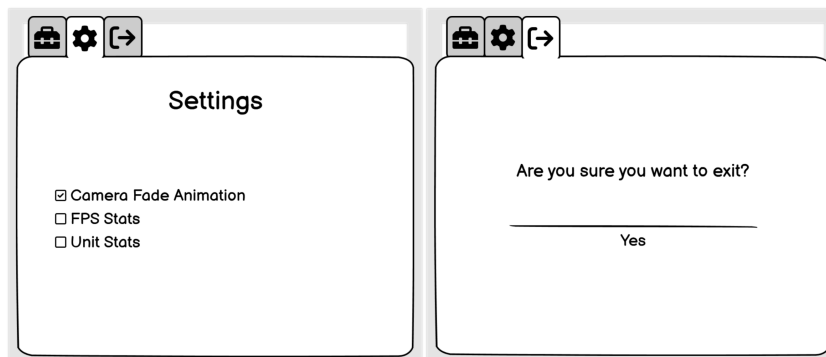 Settings
Camera Fade Animation
FPS Stats
Unit Stats
Are you sure you want to exit?
Yes